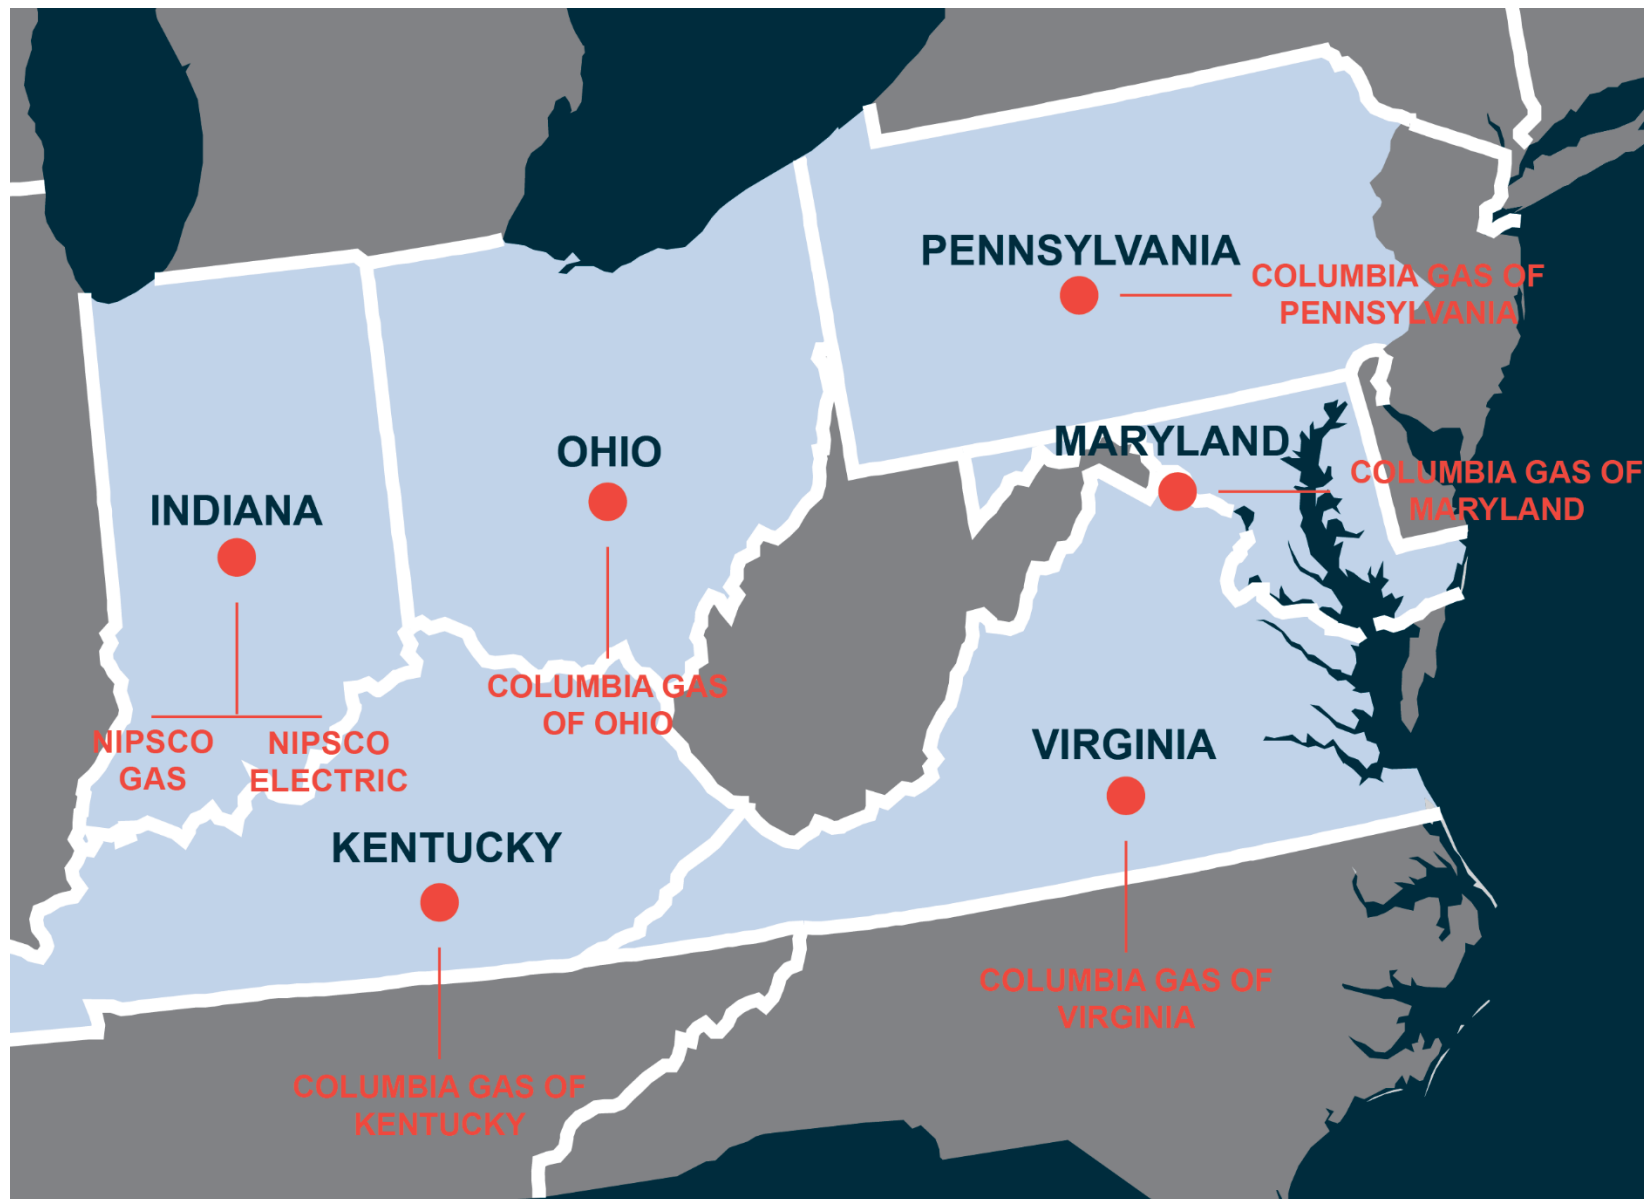 PENNSYLVANIA
COLUMBIA GAS OF
PENNSYLVANIA
MARYLAND
COLUMBIA GAS OF
MARYLAND
OHIO
COLUMBIA GAS
OF OHIO
INDIANA
NIPSCO
GAS
NIPSCO
ELECTRIC
VIRGINIA
COLUMBIA GAS OF
VIRGINIA
KENTUCKY
COLUMBIA GAS OF
KENTUCKY